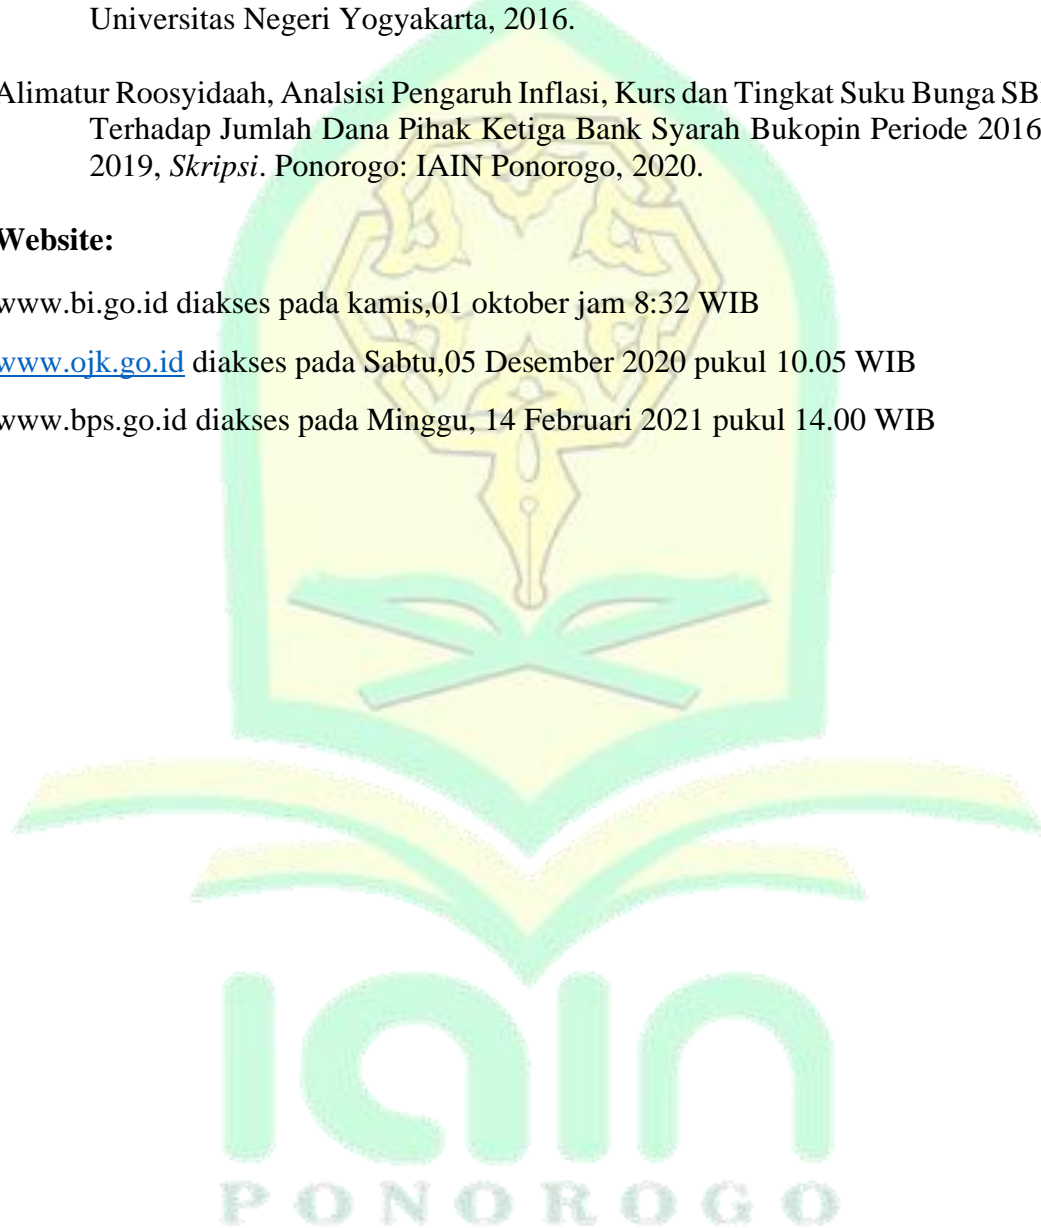 Universitas Negeri Yogyakarta, 2016.
Alimatur Roosyidaah, Analsisi Pengaruh Inflasi, Kurs dan Tingkat Suku Bunga
Terhadap Jumlah Dana Pihak Ketiga Bank Syarah Bukopin Periode 2016
2019, Skripsi. Ponorogo: IAIN Ponorogo, 2020.
Website:
www.bi.go.id diakses pada kamis,01 oktober jam 8:32 WIB
www.ojk.go.id diakses pada Sabtu,05 Desember 2020 pukul 10.05 WIB
www.bps.go.id diakses pada Minggu, 14 Februari 2021 pukul 14.00 WIB
iain
PONOROGO